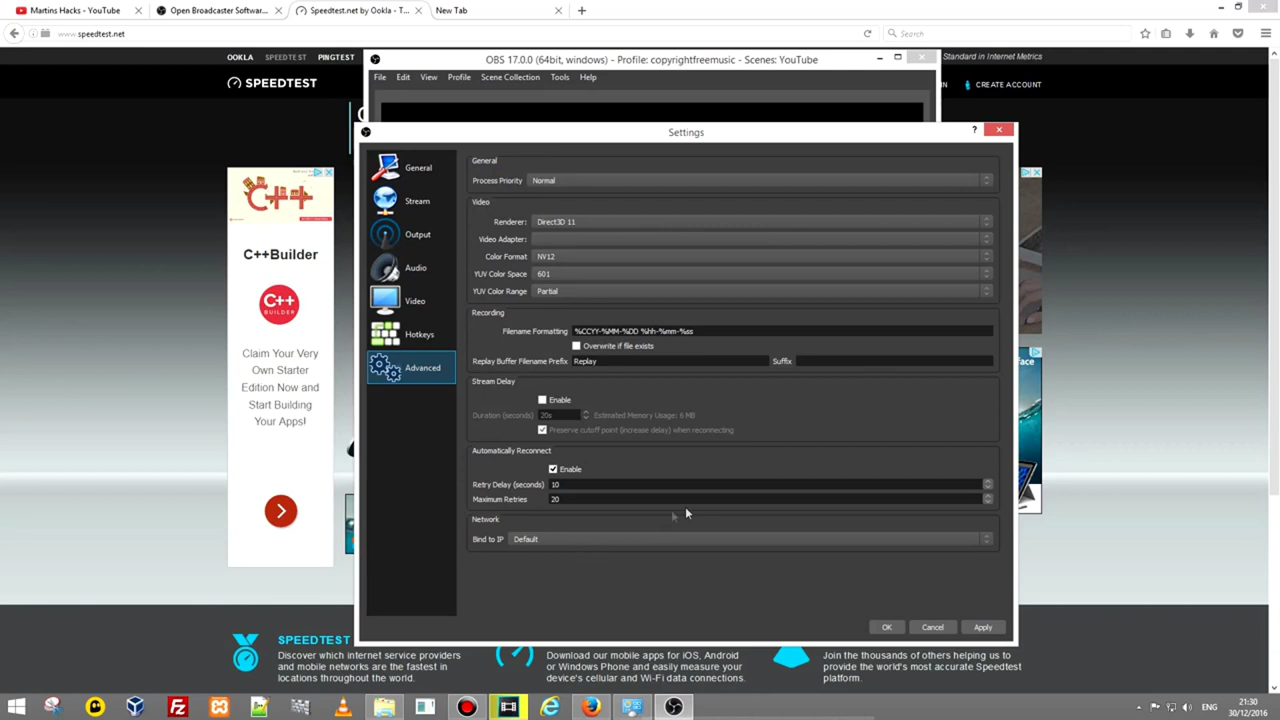 Martins Hacks - YouTube
Open Broadcaster Softwar...
Speedtest.net by Ookla - T...
New Tab
www.speedtest.net
Search
OOKLA SPEEDTEST PINGTEST
Standard in Internet Metrics
SPEEDTEST
CREATE ACCOUNT
OBS 17.0.0 (64bit, windows) - Profile: copyrightfreemusic - Scenes: YouTube
File Edit View Profile Scene Collection Tools Help
Settings
General
Stream
Output
Audio
Video
Hotkeys
Advanced
General
Process Priority Normal
Video
Renderer: Direct3D 11
Video Adapter:
Color Format NV12
YUV Color Space 601
YUV Color Range Partial
Recording
Filename Formatting %CCYY-%MM-%DD %hh-%mm-%ss
Overwrite if file exists
Replay Buffer Filename Prefix Replay Suffix
Stream Delay
Enable
Duration (seconds) 20s Estimated Memory Usage: 6 MB
Preserve cutoff point (increase delay) when reconnecting
Automatically Reconnect
Enable
Retry Delay (seconds) 10
Maximum Retries 20
Network
Bind to IP Default
OK Cancel Apply
C++
C++Builder
C++
BUILDER
Claim Your Very
Own Starter
Edition Now and
Start Building
Your Apps!
SPEEDTEST
Discover which internet service providers
and mobile networks are the fastest in
locations throughout the world.
Download our mobile apps for iOS, Android
or Windows Phone and easily measure your
device's cellular and Wi-Fi data connections.
Join the thousands of others helping us to
provide the world's most accurate Speedtest
platform.
ENG
21:30
30/12/2016